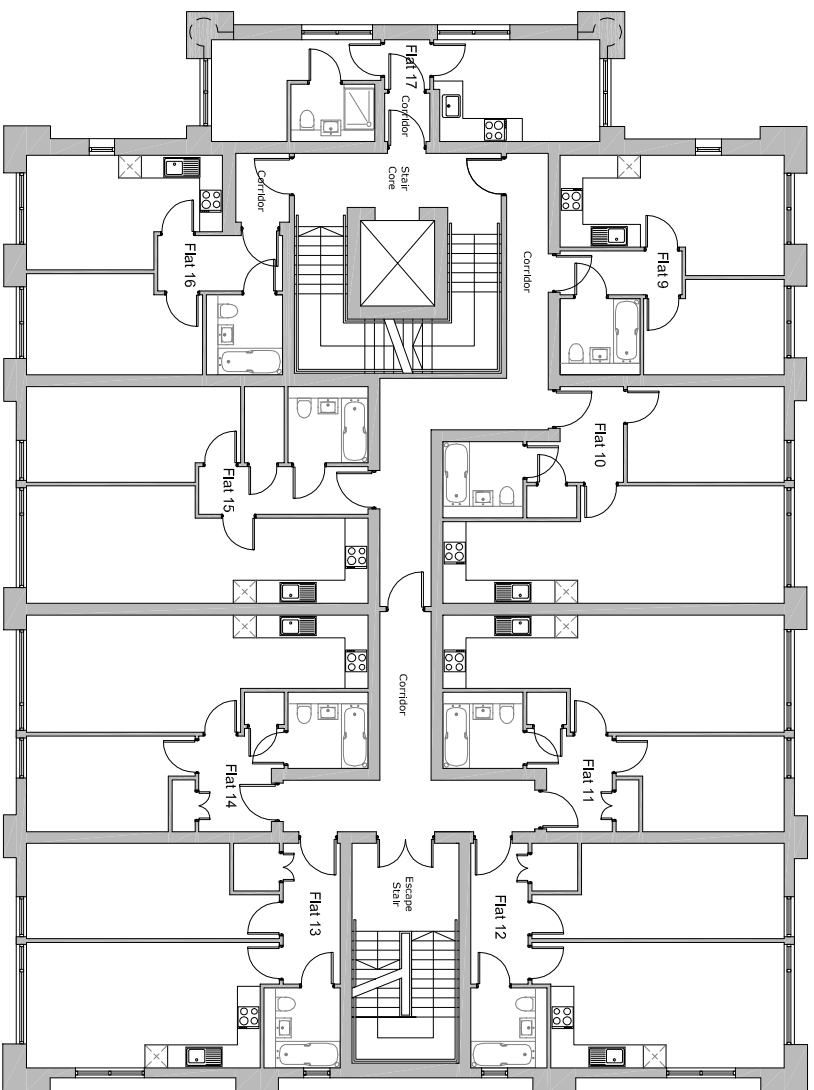 Flat 17
Corridor
Stair
Core
Corridor
Corridor
Flat 16
Flat 9
Flat 10
Flat 15
Corridor
Flat 14
Flat 11
Escape
Stair
Flat 13
Flat 12